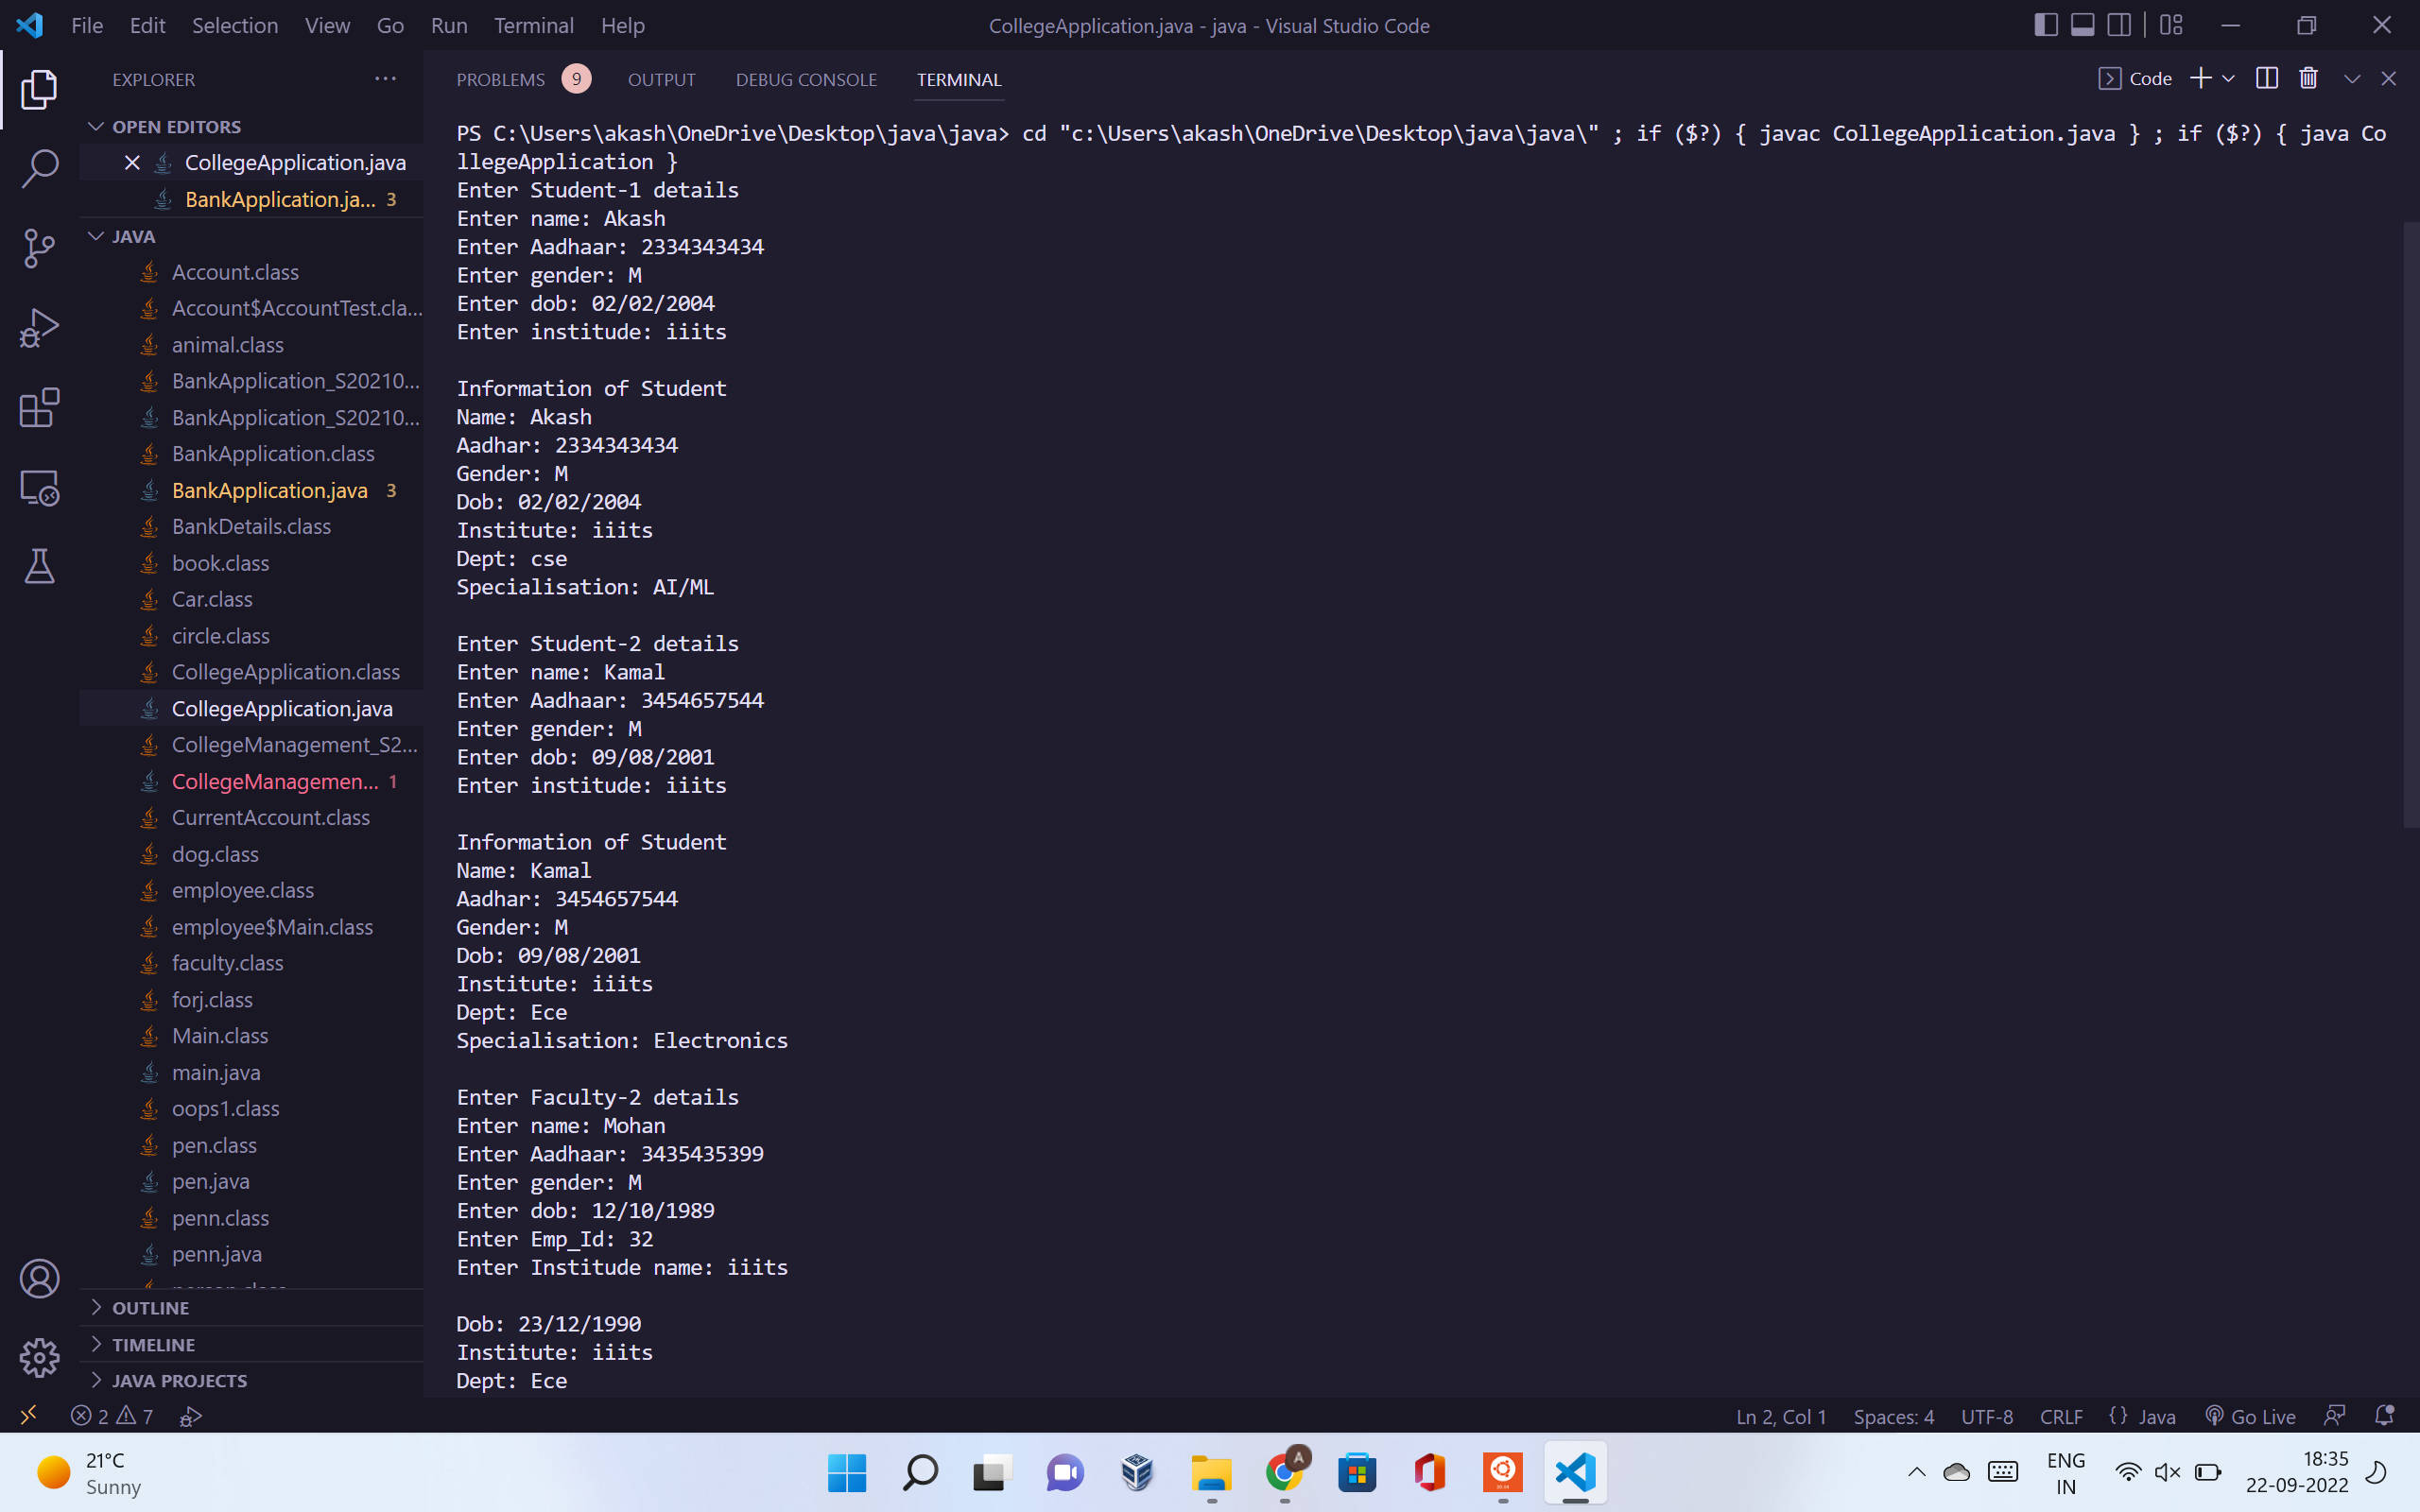 File Edit Selection View Go Run Terminal Help
CollegeApplication.java - java - Visual Studio Code
EXPLORER
OPEN EDITORS
CollegeApplication.java
BankApplication.ja... 3
JAVA
Account.class
Account$AccountTest.cla...
animal.class
BankApplication_S20210...
BankApplication_S20210...
BankApplication.class
BankApplication.java 3
BankDetails.class
book.class
Car.class
circle.class
CollegeApplication.class
CollegeApplication.java
CollegeManagement_S2...
CollegeManagemen... 1
CurrentAccount.class
dog.class
employee.class
employee$Main.class
faculty.class
forj.class
Main.class
main.java
oops1.class
pen.class
pen.java
penn.class
penn.java
OUTLINE
TIMELINE
JAVA PROJECTS
PROBLEMS 9 OUTPUT DEBUG CONSOLE TERMINAL
Code
PS C:\Users\akash\OneDrive\Desktop\java\java> cd "c:\Users\akash\OneDrive\Desktop\java\java\" ; if ($?) { javac CollegeApplication.java } ; if ($?) { java Co
llegeApplication }
Enter Student-1 details
Enter name: Akash
Enter Aadhaar: 2334343434
Enter gender: M
Enter dob: 02/02/2004
Enter institude: iiits
Information of Student
Name: Akash
Aadhar: 2334343434
Gender: M
Dob: 02/02/2004
Institute: iiits
Dept: cse
Specialisation: AI/ML
Enter Student-2 details
Enter name: Kamal
Enter Aadhaar: 3454657544
Enter gender: M
Enter dob: 09/08/2001
Enter institude: iiits
Information of Student
Name: Kamal
Aadhar: 3454657544
Gender: M
Dob: 09/08/2001
Institute: iiits
Dept: Ece
Specialisation: Electronics
Enter Faculty-2 details
Enter name: Mohan
Enter Aadhaar: 3435435399
Enter gender: M
Enter dob: 12/10/1989
Enter Emp_Id: 32
Enter Institude name: iiits
Dob: 23/12/1990
Institute: iiits
Dept: Ece
2 7
Ln 2, Col 1 Spaces: 4 UTF-8 CRLF {} Java Go Live
21°C
Sunny
A
ENG
IN
18:35
22-09-2022